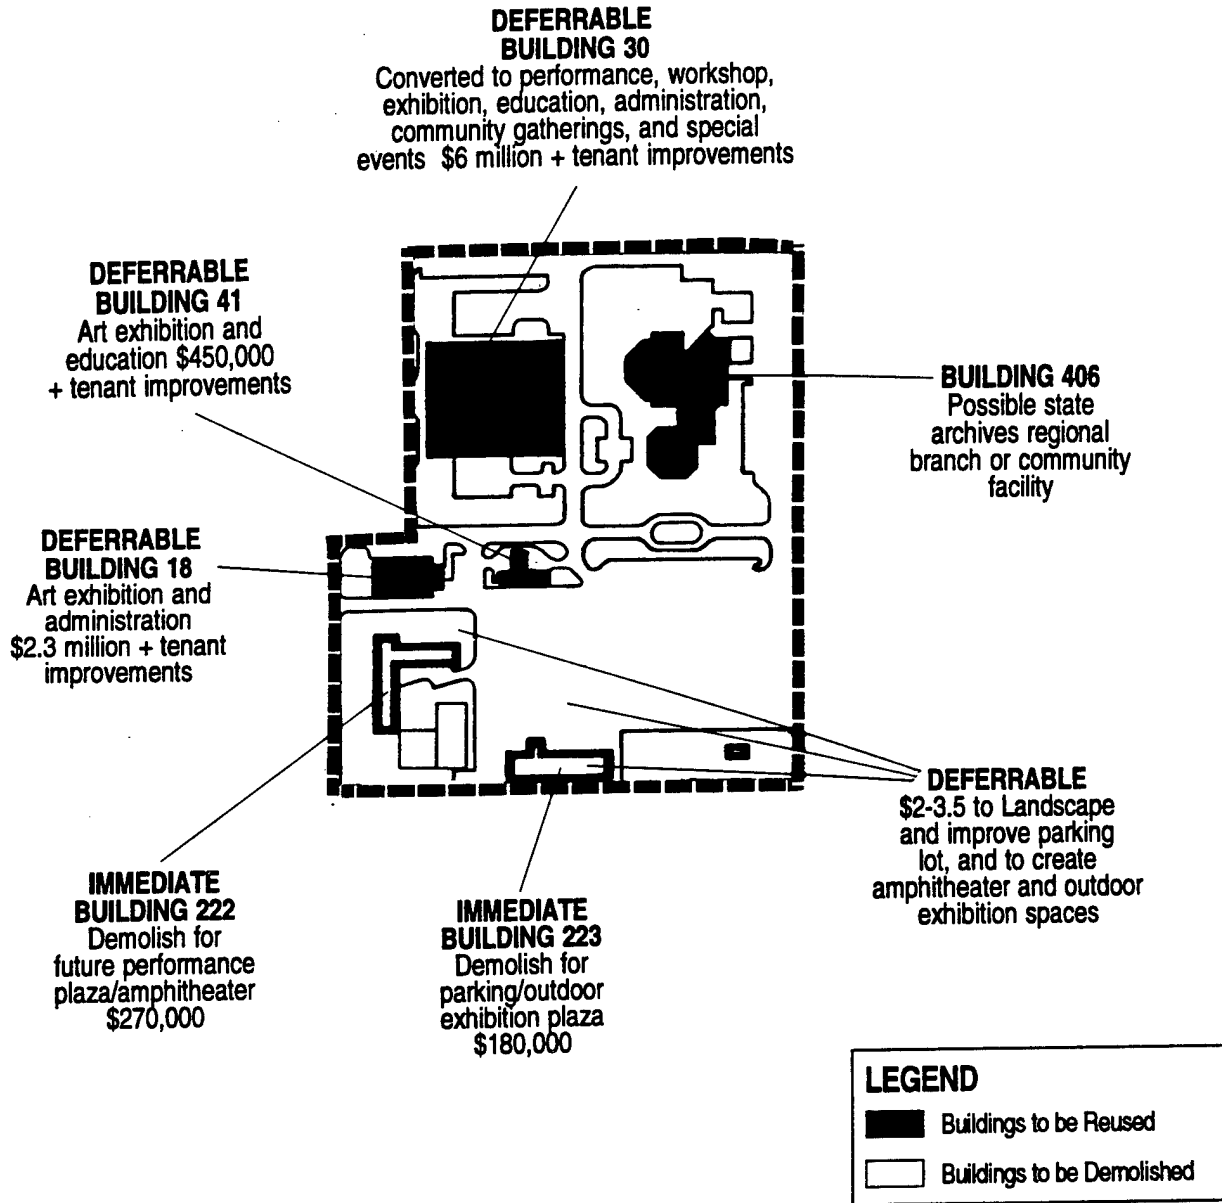 DEFERRABLE
BUILDING 30
Converted to performance, workshop,
exhibition, education, administration,
community gatherings, and special
events $6 million + tenant improvements
DEFERRABLE
BUILDING 41
Art exhibition and
education $450,000
+ tenant improvements
BUILDING 406
Possible state
archives regional
branch or community
facility
DEFERRABLE
BUILDING 18
Art exhibition and
administration
$2.3 million + tenant
improvements
DEFERRABLE
$2-3.5 to Landscape
and improve parking
lot, and to create
amphitheater and outdoor
exhibition spaces
IMMEDIATE
BUILDING 222
Demolish for
future performance
plaza/amphitheater
$270,000
IMMEDIATE
BUILDING 223
Demolish for
parking/outdoor
exhibition plaza
$180,000
LEGEND
Buildings to be Reused
Buildings to be Demolished